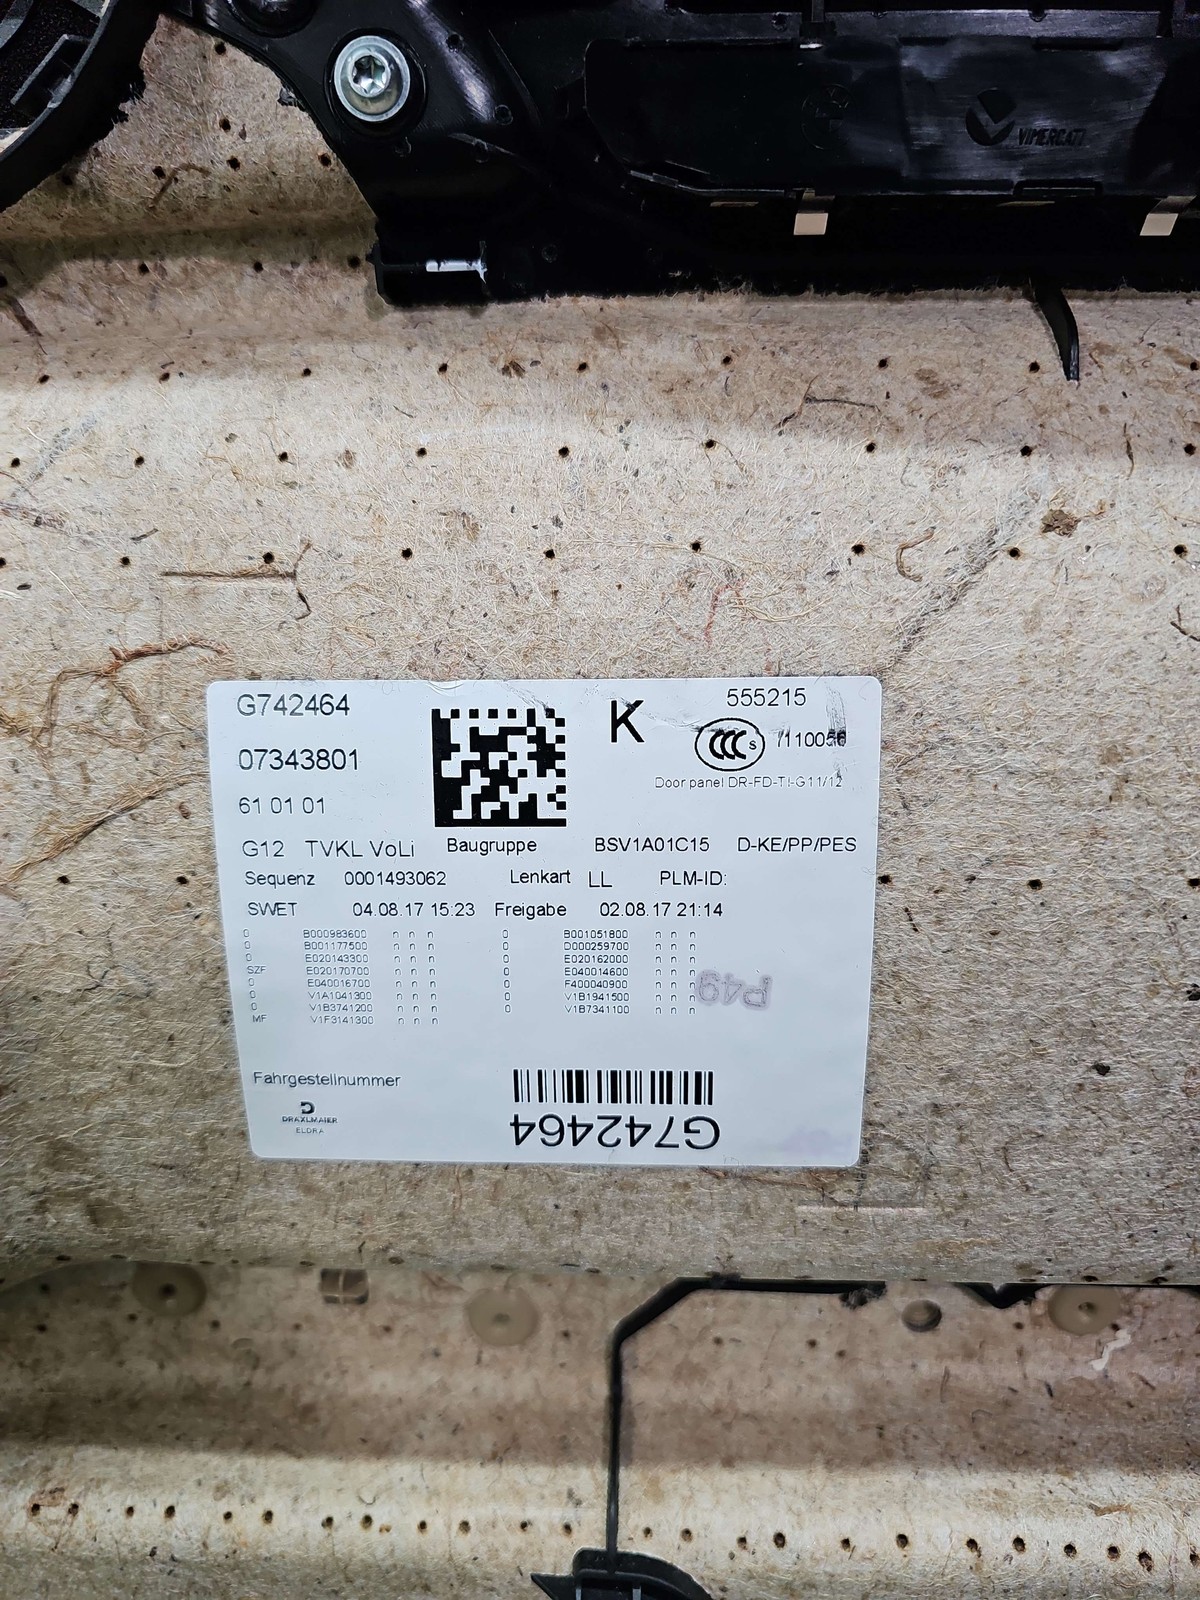 VIMERCATI
G742464
K
555215
07343801
CCC S /110056
Door panel DR-FD-TI-G11/12
61 01 01
G12 TVKL VoLi Baugruppe BSV1A01C15 D-KE/PP/PES
Sequenz 0001493062 Lenkart LL PLM-ID:
SWET 04.08.17 15:23 Freigabe 02.08.17 21:14
0 B000983600 n n n 0 B001051800 n n n
0 B001177500 n n n 0 D000259700 n n n
0 E020143300 n n n 0 E020162000 n n n
SZF E020170700 n n n 0 E040014600 n n n
0 E040016700 n n n 0 F400040900 n n n
0 V1A1041300 n n n 0 V1B1941500 n n n
0 V1B3741200 n n n 0 V1B7341100 n n n
MF V1F3141300 n n n
P49
Fahrgestellnummer
DRÄXLMAIER
ELDRA
G742464